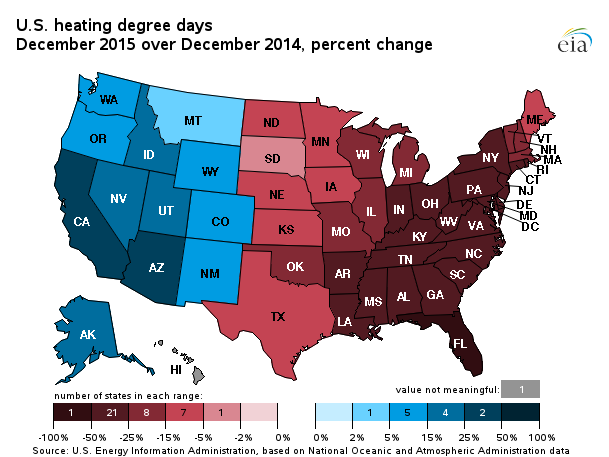 U.S. heating degree days
December 2015 over December 2014, percent change
eia
WA
MT
ND
MN
ME
OR
ID
SD
WI
MI
NY
VT
NH
MA
RI
CT
WY
NE
IA
PA
NJ
NV
UT
CO
IL
IN
OH
DE
MD
DC
CA
KS
MO
WV
VA
KY
AZ
NM
OK
AR
TN
NC
SC
TX
LA
MS
AL
GA
AK
HI
FL
number of states in each range:
value not meaningful: 1
1 21 8 7 1 1 5 4 2
-100% -50% -25% -15% -5% -2% 0% 0% 2% 5% 15% 25% 50% 100%
Source: U.S. Energy Information Administration, based on National Oceanic and Atmospheric Administration data